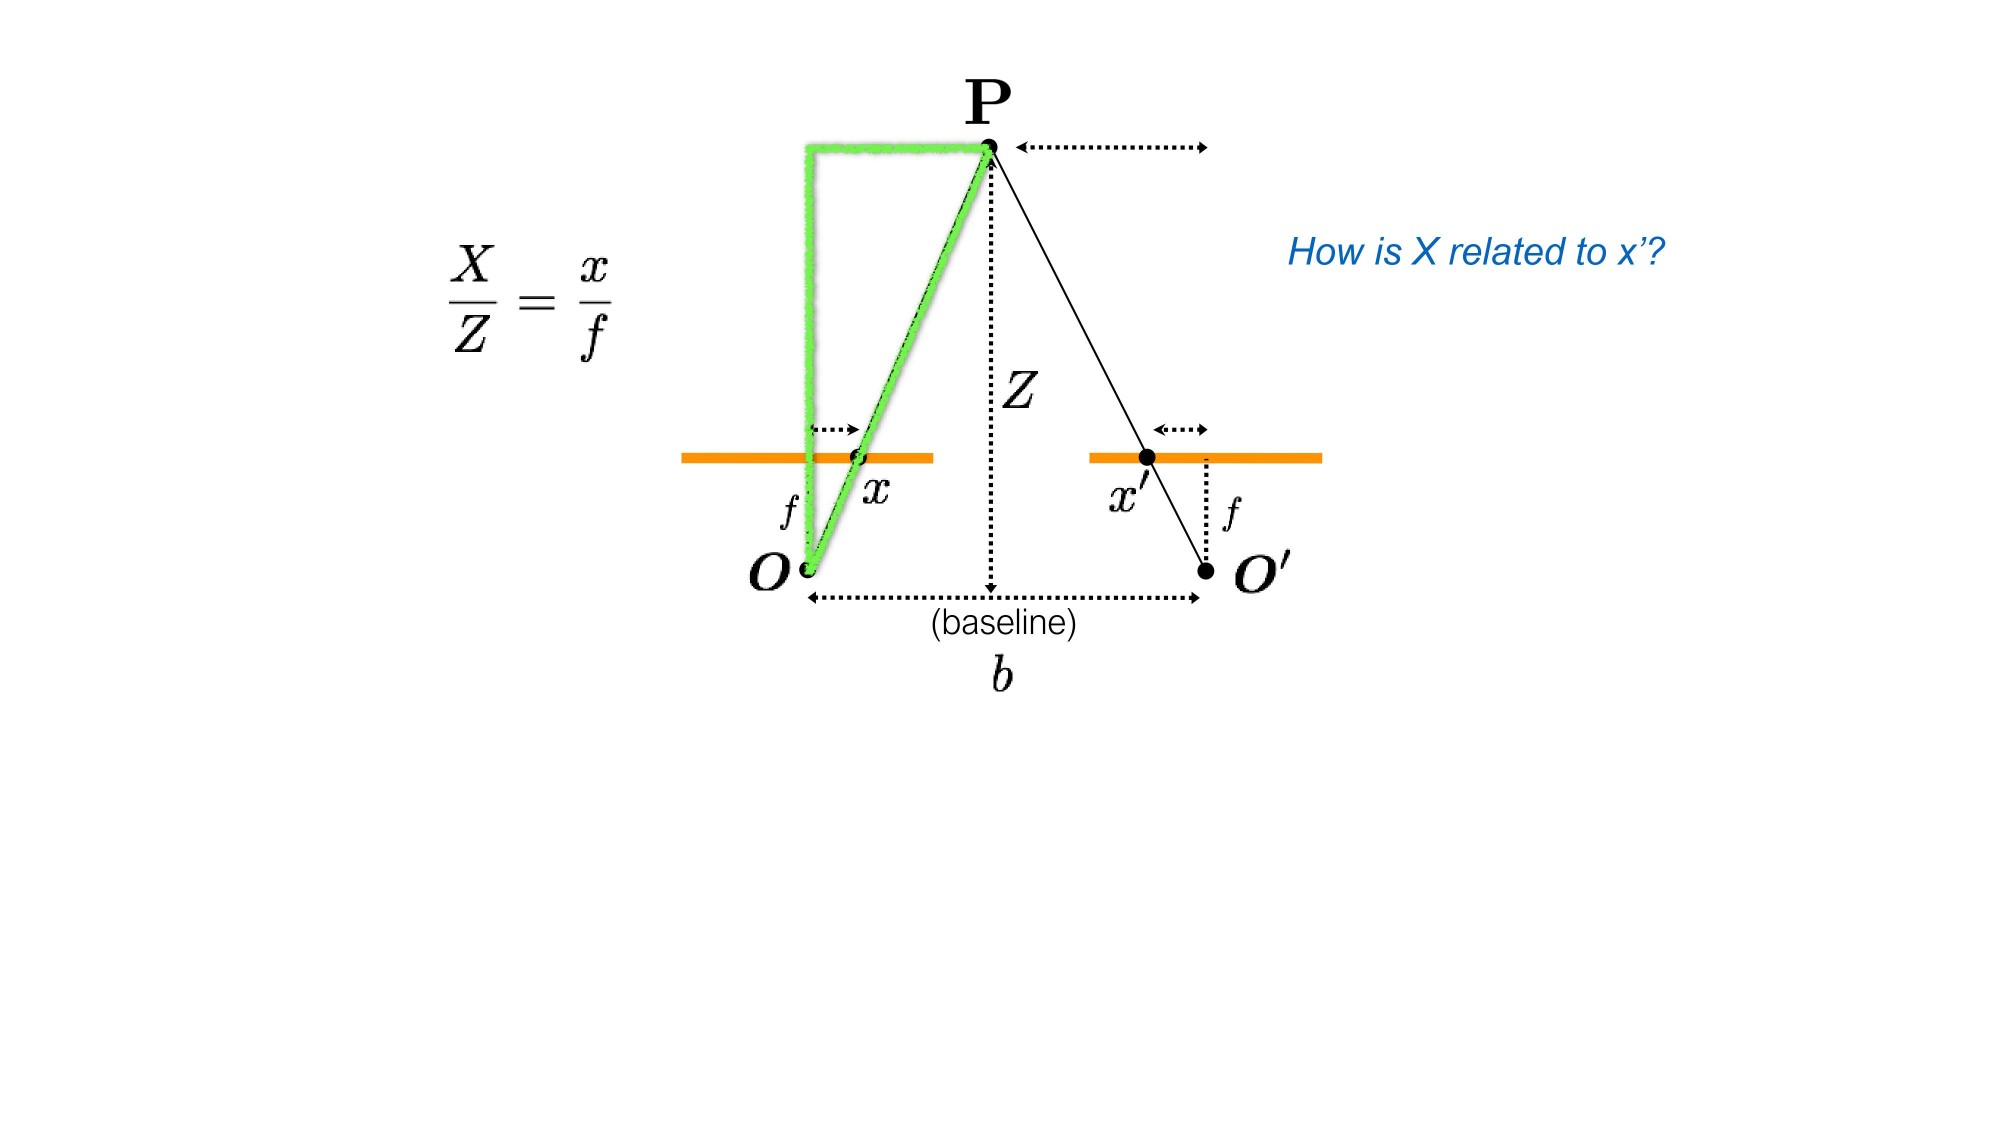 P
How is X related to x’?
X/Z = x/f
Z
x
x′
f
f
O
O′
(baseline)
b